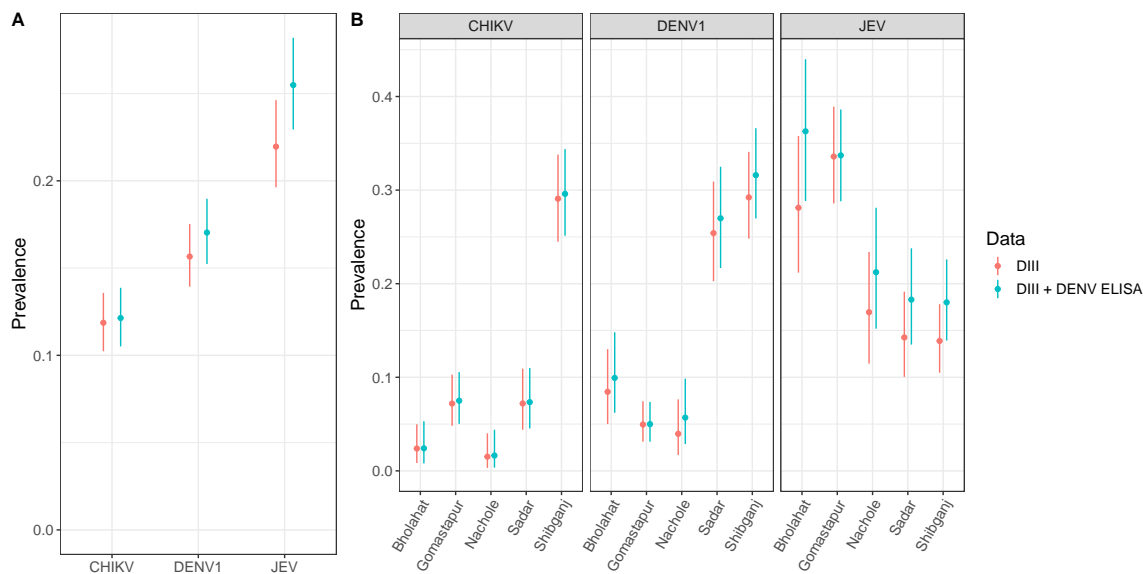 A
Prevalence
0.2
0.1
0.0
CHIKV DENV1 JEV
B
CHIKV DENV1 JEV
Prevalence
0.4
0.3
0.2
0.1
0.0
Bholahat Gomastapur Nachole Sadar Shibganj
Bholahat Gomastapur Nachole Sadar Shibganj
Bholahat Gomastapur Nachole Sadar Shibganj
Data
DIII
DIII + DENV ELISA